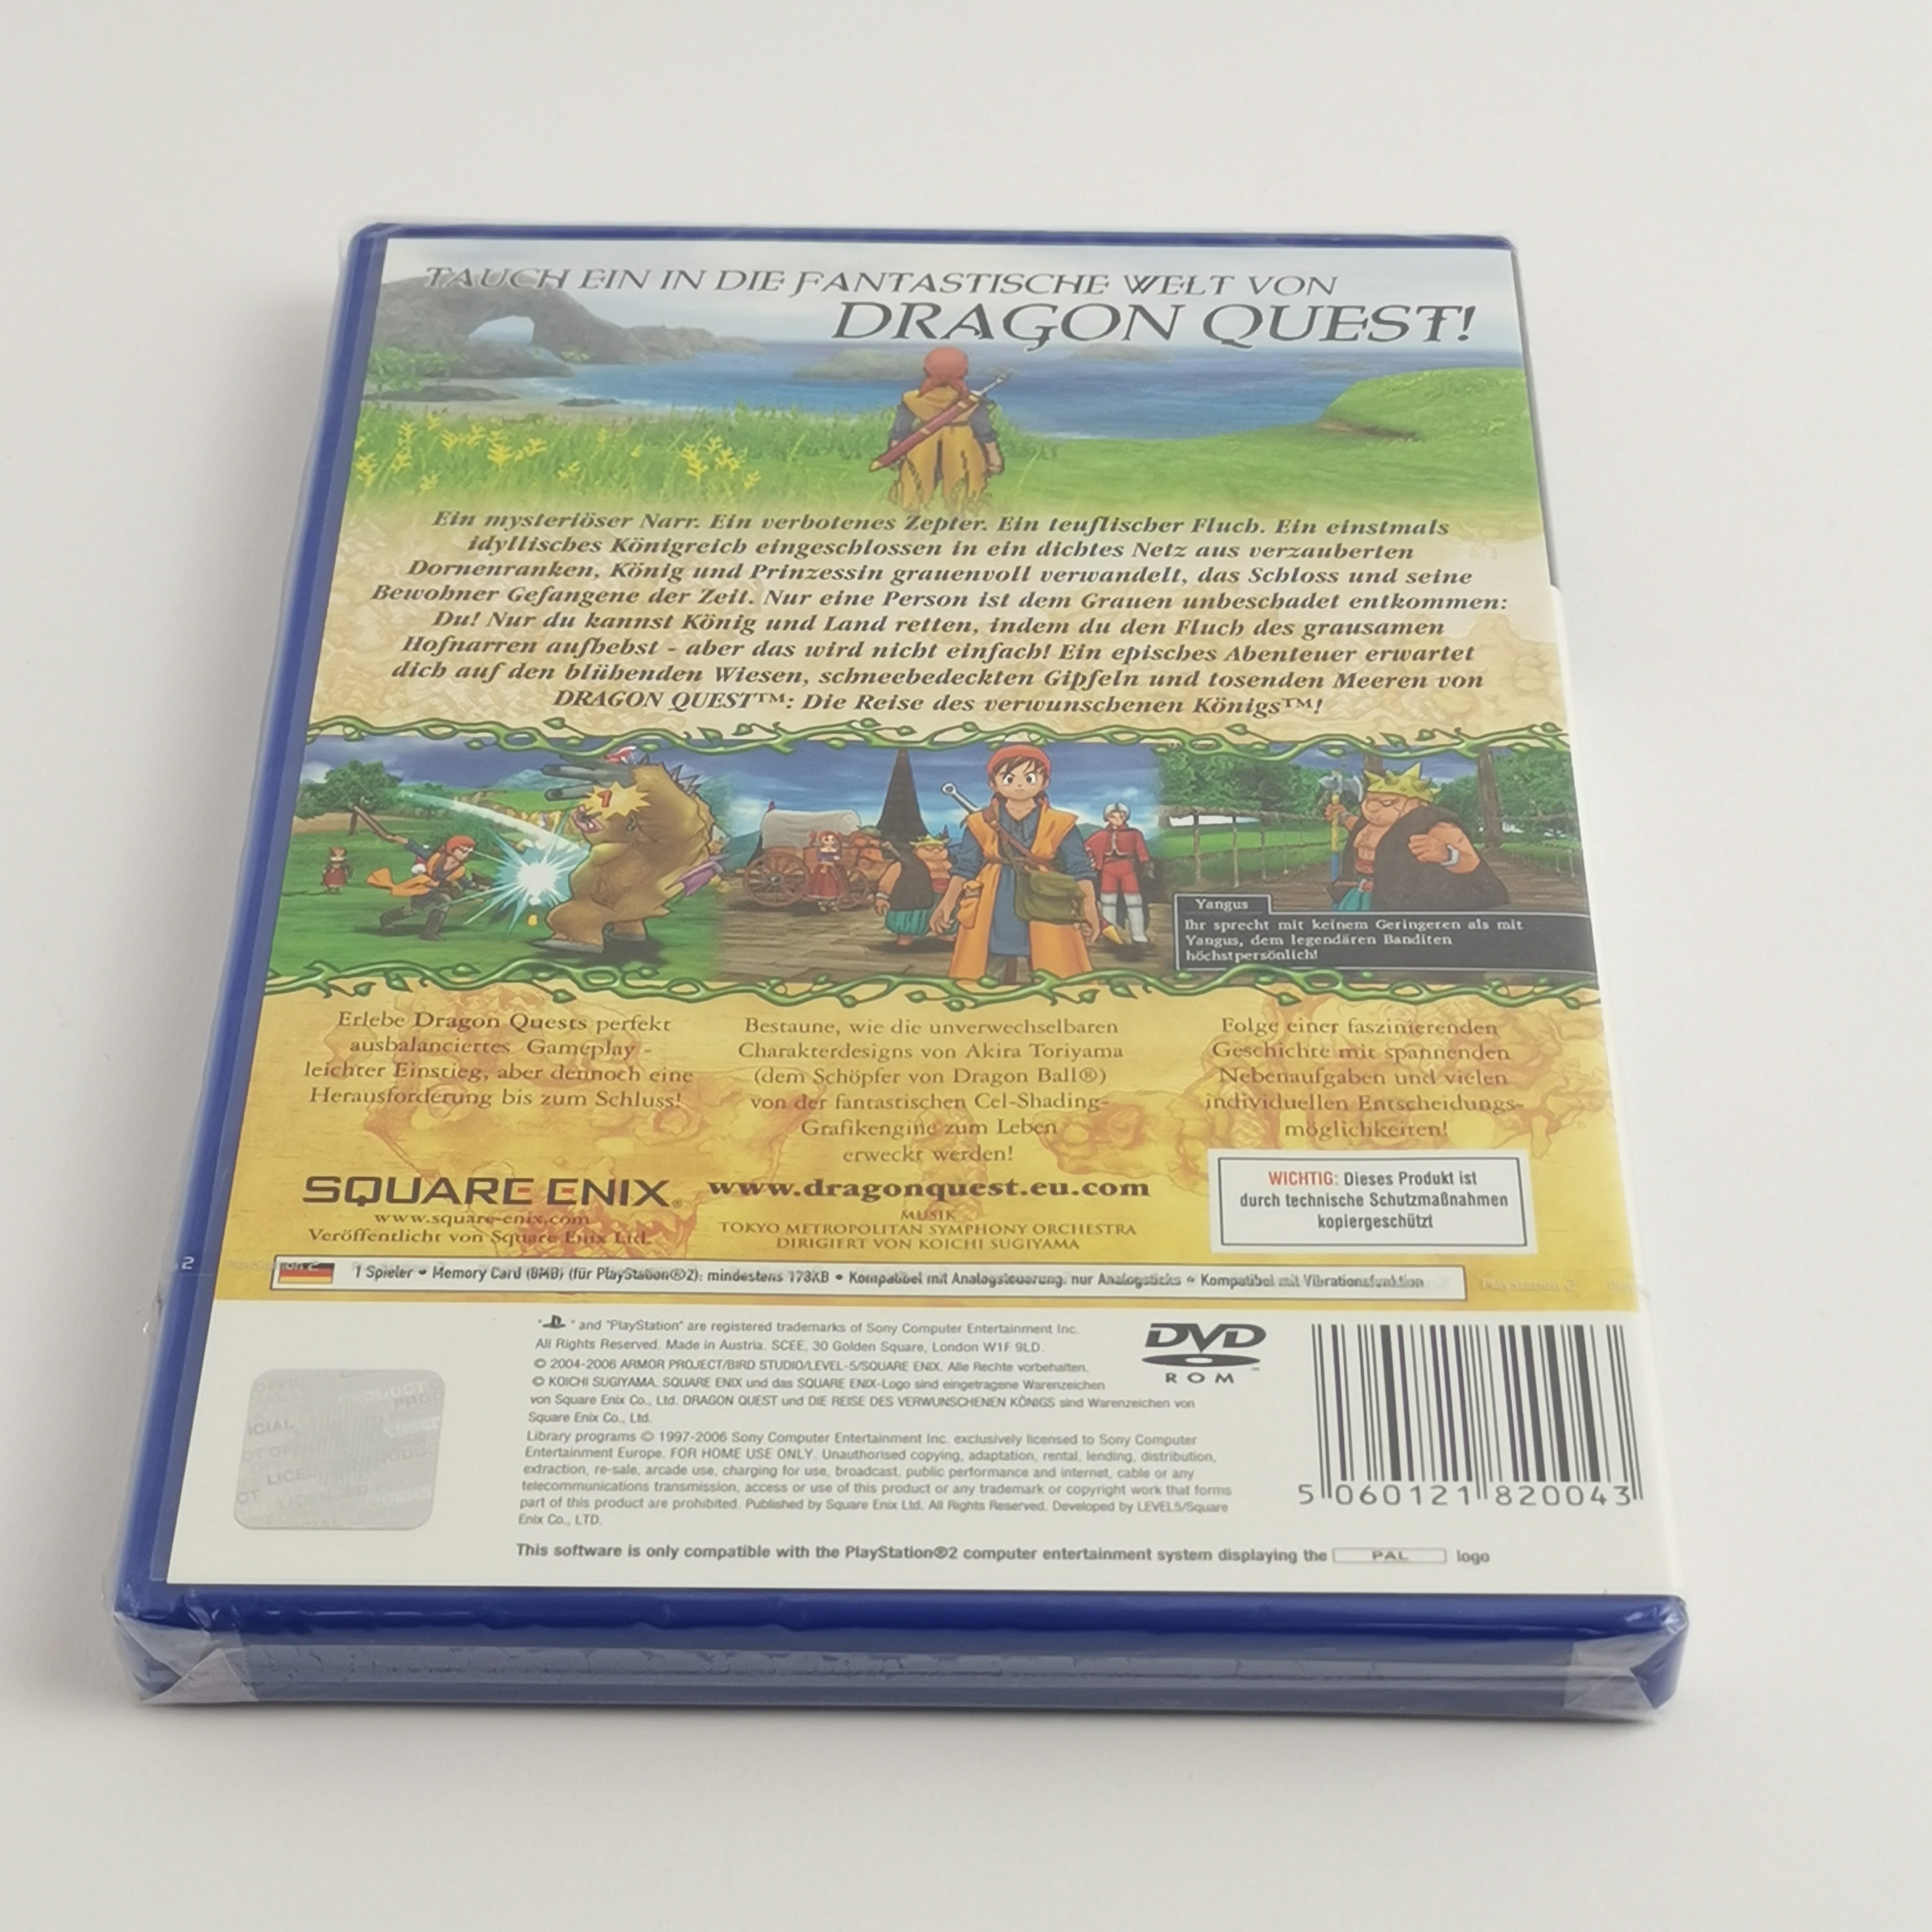 TAUCH EIN IN DIE FANTASTISCHE WELT VON
DRAGON QUEST!
Ein mysteriöser Narr. Ein verbotenes Zepter. Ein teuflischer Fluch. Ein einstmals
idyllisches Königreich eingeschlossen in ein dichtes Netz aus verzauberten
Dornenranken, König und Prinzessin grauenvoll verwandelt, das Schloss und seine
Bewohner Gefangene der Zeit. Nur eine Person ist dem Grauen unbeschadet entkommen:
Du! Nur du kannst König und Land retten, indem du den Fluch des grausamen
Hofnarren aufhebst - aber das wird nicht einfach! Ein episches Abenteuer erwartet
dich auf den blühenden Wiesen, schneebedeckten Gipfeln und tosenden Meeren von
DRAGON QUEST™: Die Reise des verwunschenen Königs™!
1
Yangus
Ihr sprecht mit keinem Geringeren als mit
Yangus, dem legendären Banditen
höchstpersönlich!
Erlebe Dragon Quests perfekt
ausbalanciertes Gameplay -
leichter Einstieg, aber dennoch eine
Herausforderung bis zum Schluss!
Bestaune, wie die unverwechselbaren
Charakterdesigns von Akira Toriyama
(dem Schöpfer von Dragon Ball®)
von der fantastischen Cel-Shading-
Grafikengine zum Leben
erweckt werden!
Folge einer faszinierenden
Geschichte mit spannenden
Nebenaufgaben und vielen
individuellen Entscheidungs-
möglichkeiten!
SQUARE ENIX®
www.square-enix.com
Veröffentlicht von Square Enix Ltd.
www.dragonquest.eu.com
MUSIK
TOKYO METROPOLITAN SYMPHONY ORCHESTRA
DIRIGIERT VON KOICHI SUGIYAMA
WICHTIG: Dieses Produkt ist
durch technische Schutzmaßnahmen
kopiergeschützt
2
1 Spieler • Memory Card (8MB) (für PlayStation®2): mindestens 173KB • Kompatibel mit Analogsteuerung: nur Analogsticks • Kompatibel mit Vibrationsfunktion
" " and "PlayStation" are registered trademarks of Sony Computer Entertainment Inc.
All Rights Reserved. Made in Austria. SCEE, 30 Golden Square, London W1F 9LD.
© 2004-2006 ARMOR PROJECT/BIRD STUDIO/LEVEL-5/SQUARE ENIX. Alle Rechte vorbehalten.
© KOICHI SUGIYAMA. SQUARE ENIX und das SQUARE ENIX-Logo sind eingetragene Warenzeichen
von Square Enix Co., Ltd. DRAGON QUEST und DIE REISE DES VERWUNSCHENEN KÖNIGS sind Warenzeichen von
Square Enix Co., Ltd.
Library programs © 1997-2006 Sony Computer Entertainment Inc. exclusively licensed to Sony Computer
Entertainment Europe. FOR HOME USE ONLY. Unauthorised copying, adaptation, rental, lending, distribution,
extraction, re-sale, arcade use, charging for use, broadcast, public performance and internet, cable or any
telecommunications transmission, access or use of this product or any trademark or copyright work that forms
part of this product are prohibited. Published by Square Enix Ltd. All Rights Reserved. Developed by LEVEL5/Square
Enix Co., LTD.
DVD
ROM
5 060121 820043
This software is only compatible with the PlayStation®2 computer entertainment system displaying the PAL logo